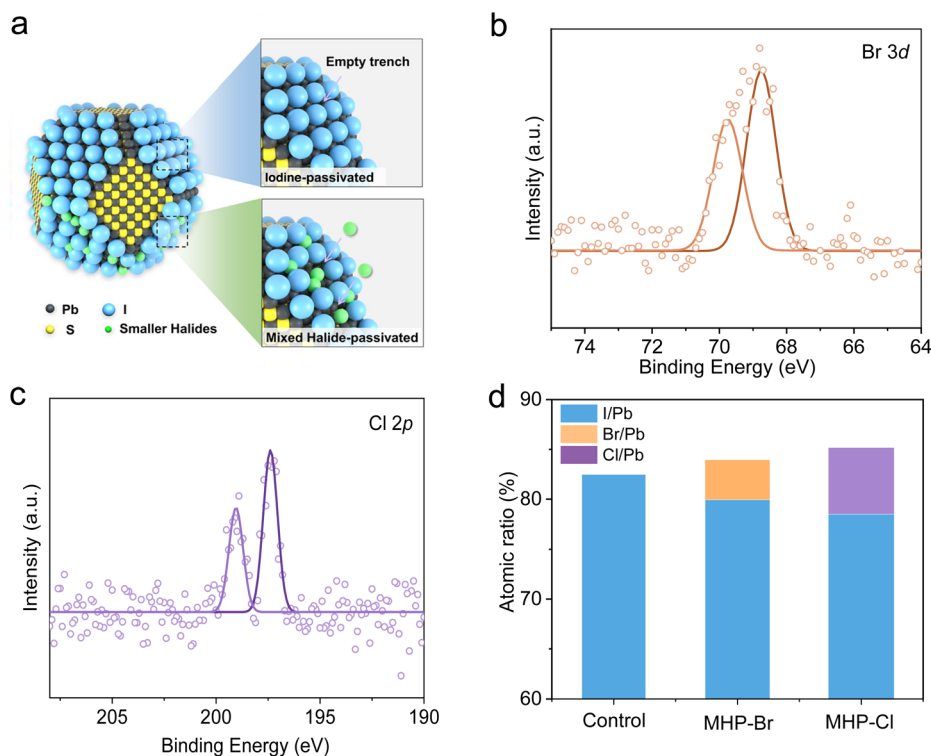 a
Empty trench
Iodine-passivated
Mixed Halide-passivated
Pb
I
S
Smaller Halides
b
Br 3d
Intensity (a.u.)
74
72
70
68
66
64
Binding Energy (eV)
c
Cl 2p
Intensity (a.u.)
205
200
195
190
Binding Energy (eV)
d
I/Pb
Br/Pb
Cl/Pb
Atomic ratio (%)
90
80
70
60
Control
MHP-Br
MHP-Cl